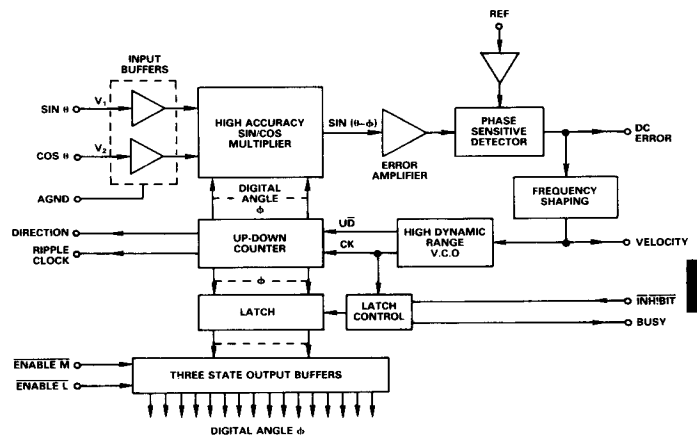 REF
INPUT
BUFFERS
SIN θ
V1
COS θ
V2
AGND
HIGH ACCURACY
SIN/COS
MULTIPLIER
SIN (θ–ϕ)
ERROR
AMPLIFIER
PHASE
SENSITIVE
DETECTOR
DC
ERROR
FREQUENCY
SHAPING
DIGITAL
ANGLE
ϕ
DIRECTION
RIPPLE
CLOCK
UP-DOWN
COUNTER
UD̅
CK
HIGH DYNAMIC
RANGE
V.C.O
VELOCITY
ϕ
LATCH
LATCH
CONTROL
INHIBIT
BUSY
ENABLE M
ENABLE L
THREE STATE OUTPUT BUFFERS
DIGITAL ANGLE ϕ